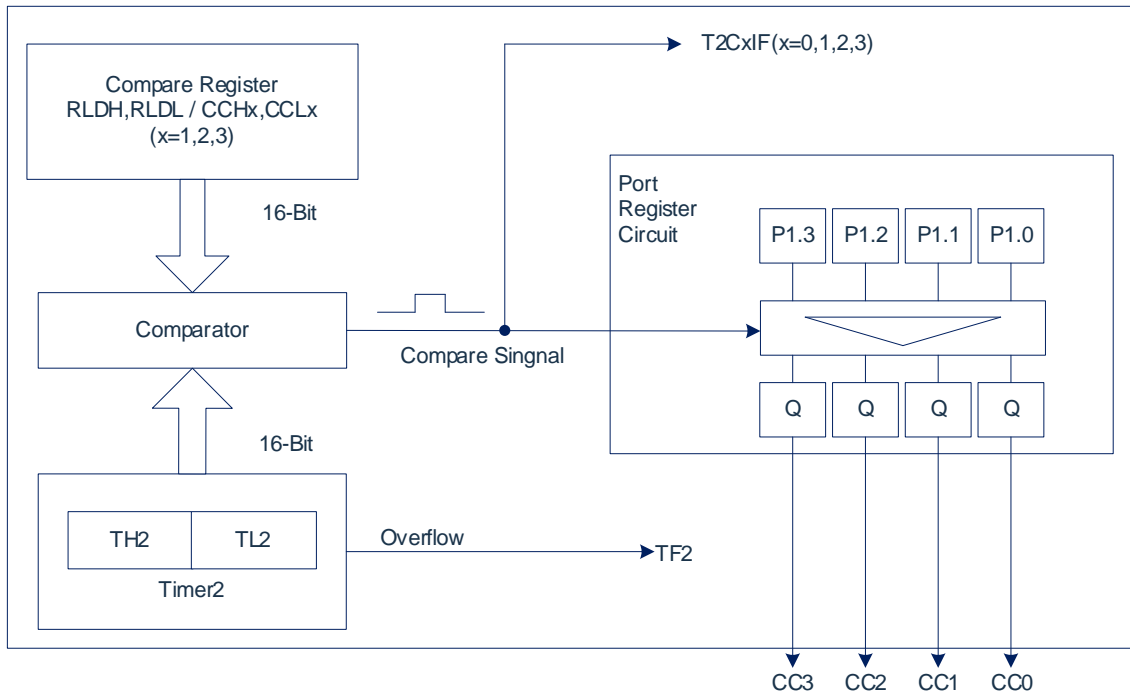 T2CxIF(x=0,1,2,3)
Compare Register
RLDH,RLDL / CCHx,CCLx
(x=1,2,3)
16-Bit
Port
Register
Circuit
P1.3 P1.2 P1.1 P1.0
Comparator
Compare Singnal
Q Q Q Q
16-Bit
TH2 TL2
Timer2
Overflow
TF2
CC3 CC2 CC1 CC0